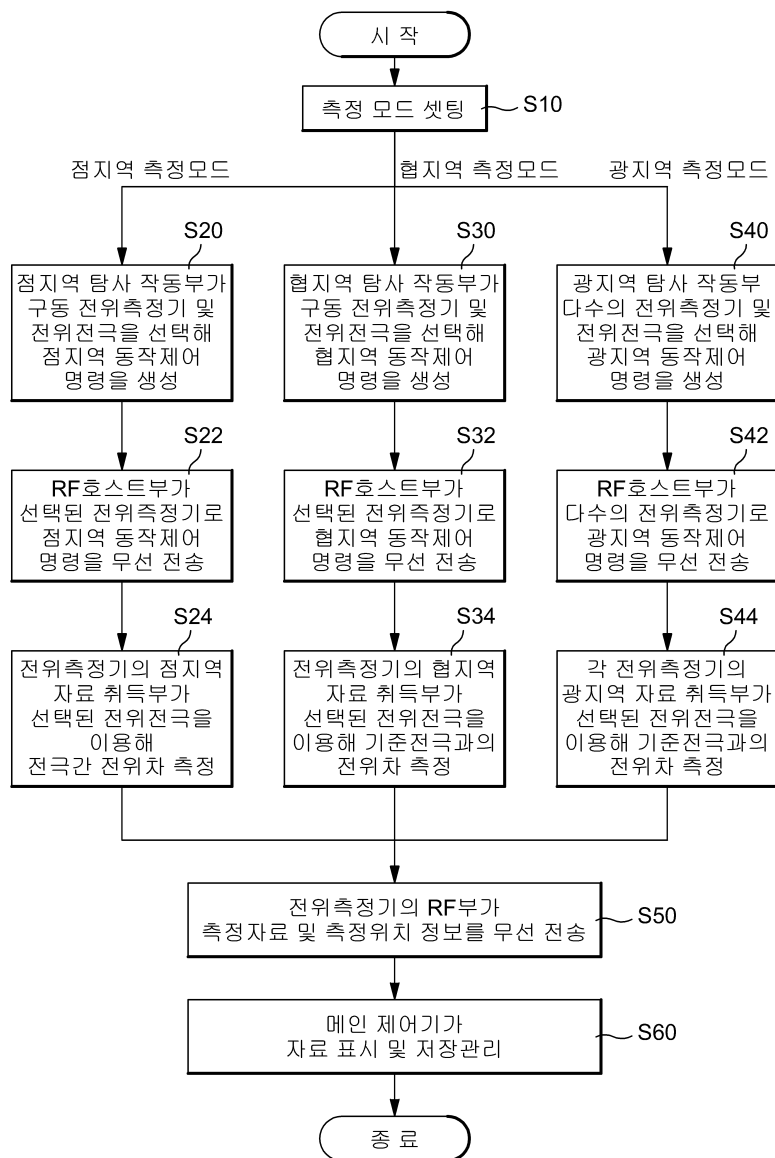 시 작
측정 모드 셋팅
S10
점지역 측정모드
협지역 측정모드
광지역 측정모드
S20
점지역 탐사 작동부가
구동 전위측정기 및
전위전극을 선택해
점지역 동작제어
명령을 생성
S30
협지역 탐사 작동부가
구동 전위측정기 및
전위전극을 선택해
협지역 동작제어
명령을 생성
S40
광지역 탐사 작동부
다수의 전위측정기 및
전위전극을 선택해
광지역 동작제어
명령을 생성
S22
RF호스트부가
선택된 전위즉정기로
점지역 동작제어
명령을 무선 전송
S32
RF호스트부가
선택된 전위측정기로
협지역 동작제어
명령을 무선 전송
S42
RF호스트부가
다수의 전위측정기로
광지역 동작제어
명령을 무선 전송
S24
전위측정기의 점지역
자료 취득부가
선택된 전위전극을
이용해
전극간 전위차 측정
S34
전위측정기의 협지역
자료 취득부가
선택된 전위전극을
이용해 기준전극과의
전위차 측정
S44
각 전위측정기의
광지역 자료 취득부가
선택된 전위전극을
이용해 기준전극과의
전위차 측정
전위측정기의 RF부가
측정자료 및 측정위치 정보를 무선 전송
S50
메인 제어기가
자료 표시 및 저장관리
S60
종 료